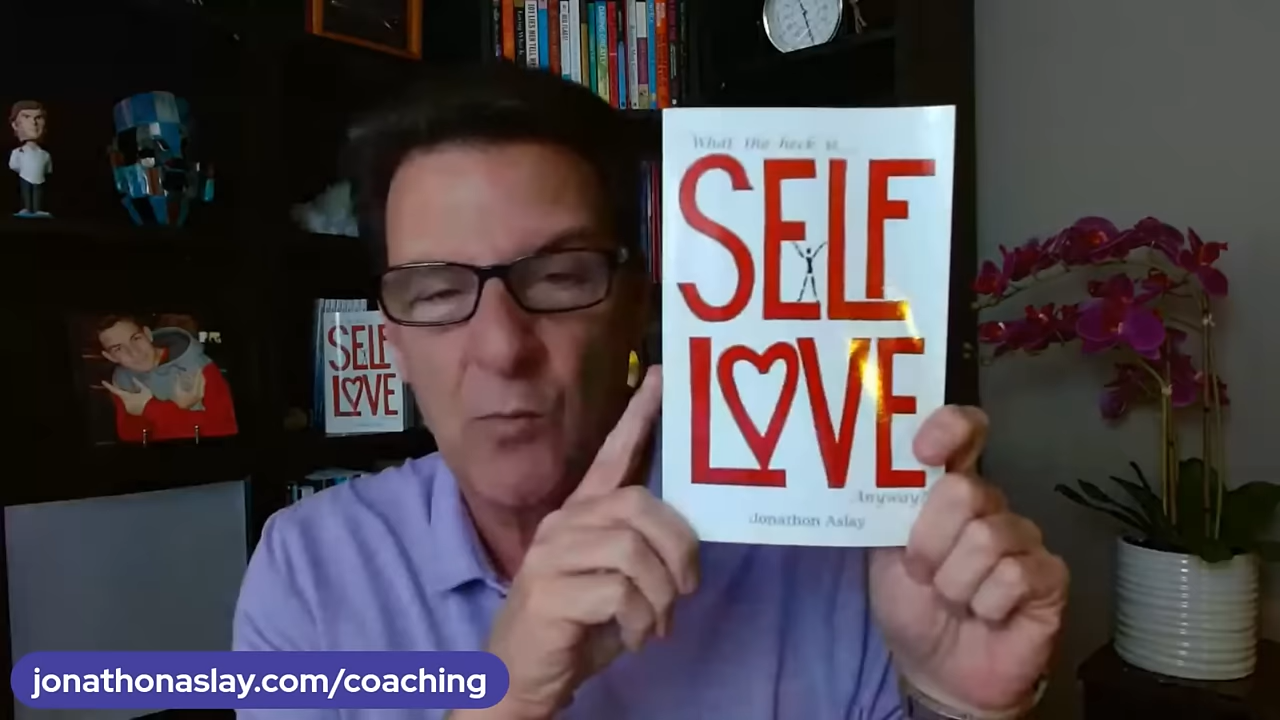 What the heck is...
SELF
LOVE
Anyway?
Jonathon Aslay
SELF
LOVE
jonathonaslay.com/coaching